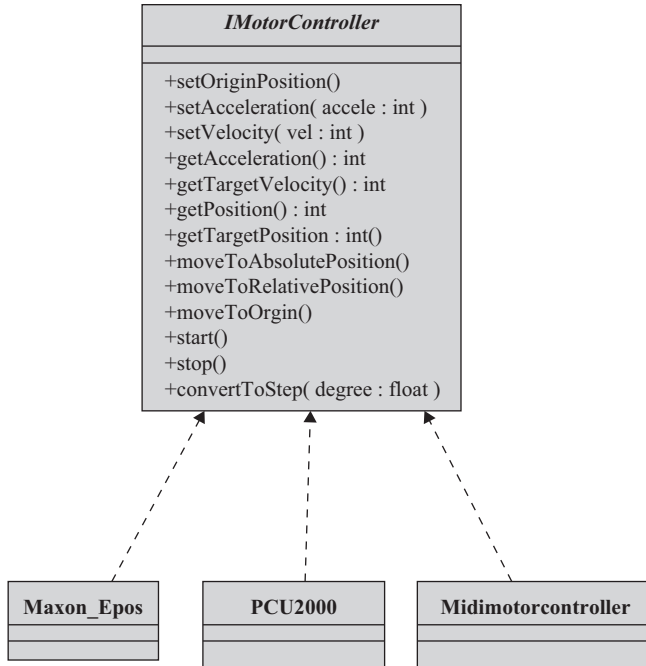 IMotorController
+setOriginPosition()
+setAcceleration( accele : int )
+setVelocity( vel : int )
+getAcceleration() : int
+getTargetVelocity() : int
+getPosition() : int
+getTargetPosition : int()
+moveToAbsolutePosition()
+moveToRelativePosition()
+moveToOrgin()
+start()
+stop()
+convertToStep( degree : float )
Maxon_Epos PCU2000 Midimotorcontroller